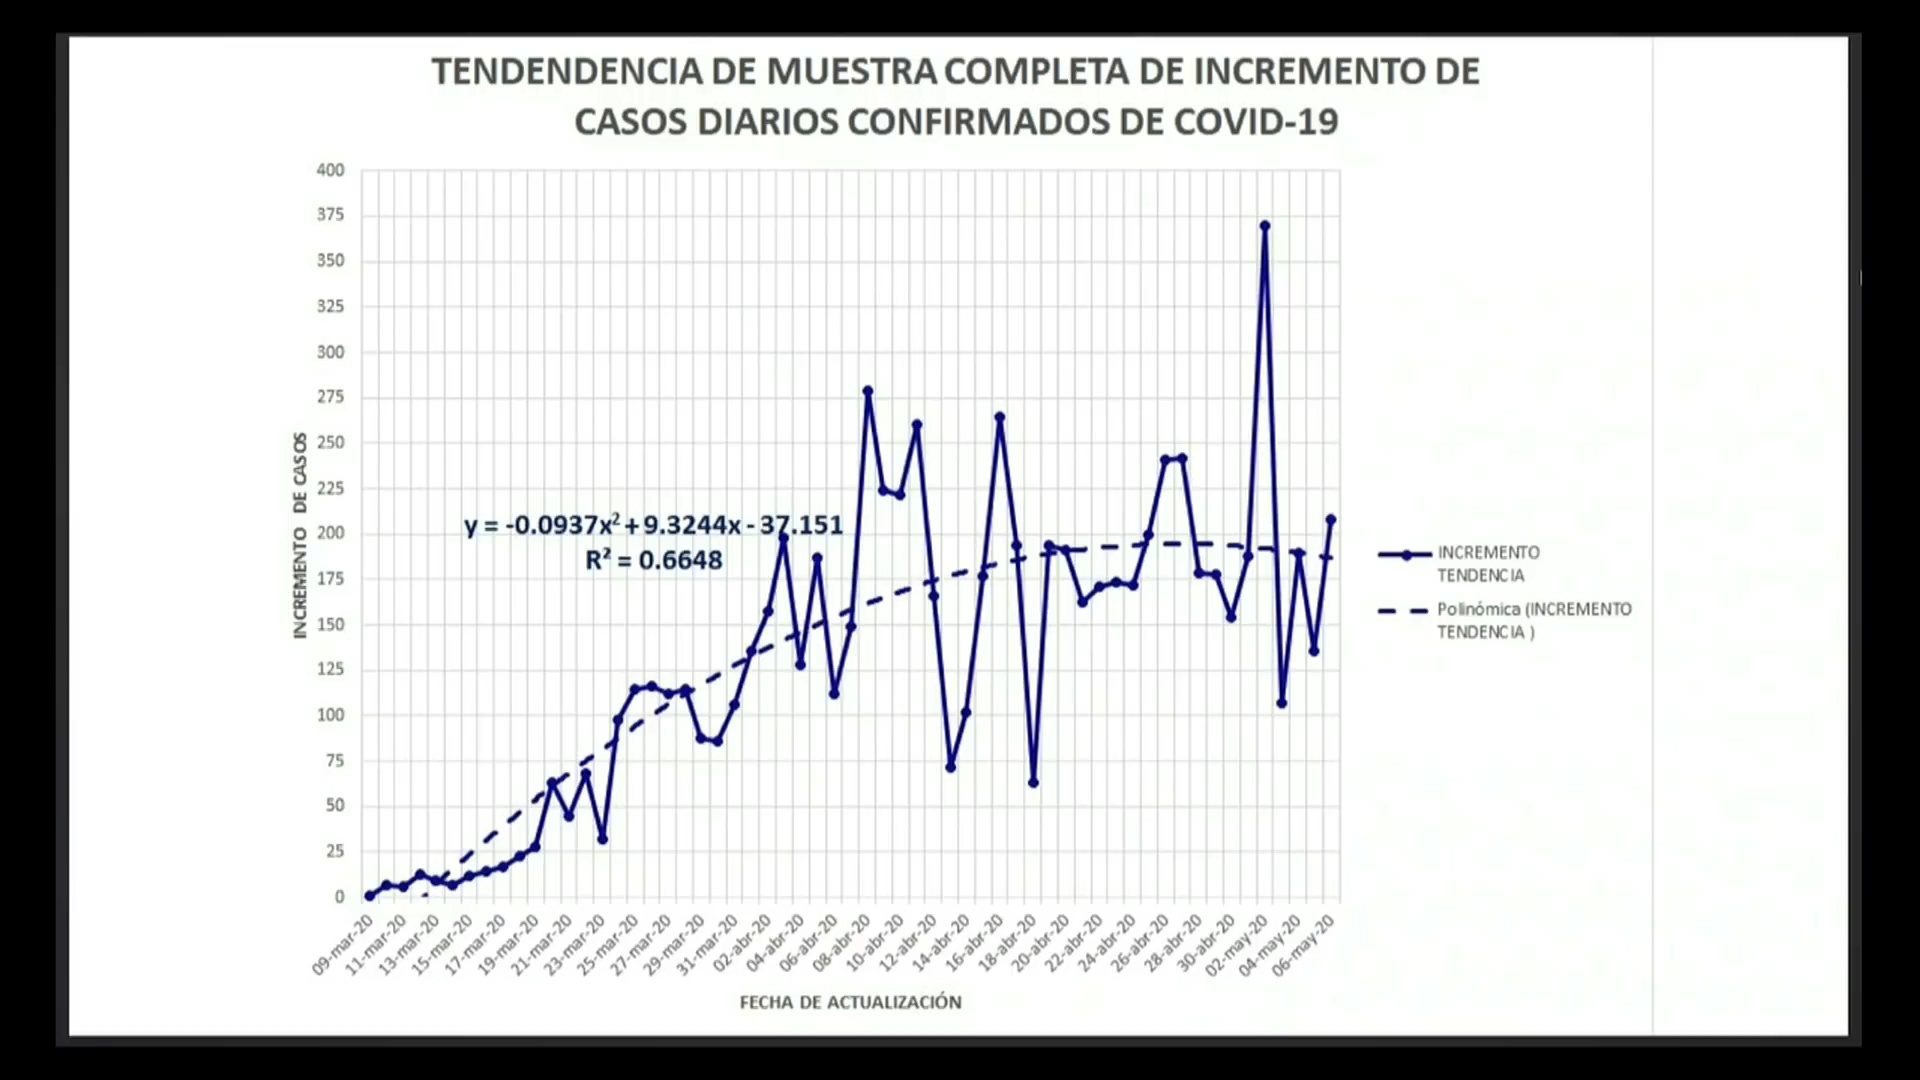 TENDENDENCIA DE MUESTRA COMPLETA DE INCREMENTO DE
CASOS DIARIOS CONFIRMADOS DE COVID-19
400
375
350
325
300
275
250
225
200
175
150
125
100
75
50
25
0
INCREMENTO DE CASOS
y = -0.0937x² + 9.3244x - 37.151
R² = 0.6648
INCREMENTO
TENDENCIA
Polinómica (INCREMENTO
TENDENCIA )
09-mar-20
11-mar-20
13-mar-20
15-mar-20
17-mar-20
19-mar-20
21-mar-20
23-mar-20
25-mar-20
27-mar-20
29-mar-20
31-mar-20
02-abr-20
04-abr-20
06-abr-20
08-abr-20
10-abr-20
12-abr-20
14-abr-20
16-abr-20
18-abr-20
20-abr-20
22-abr-20
24-abr-20
26-abr-20
28-abr-20
30-abr-20
02-may-20
04-may-20
06-may-20
FECHA DE ACTUALIZACIÓN